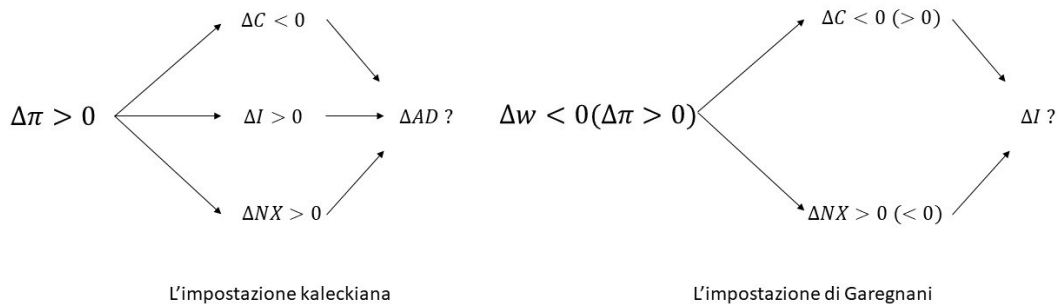 ΔC < 0
Δπ > 0
ΔI > 0
ΔAD ?
ΔNX > 0
L'impostazione kaleckiana
ΔC < 0 (> 0)
Δw < 0(Δπ > 0)
ΔI ?
ΔNX > 0 (< 0)
L'impostazione di Garegnani